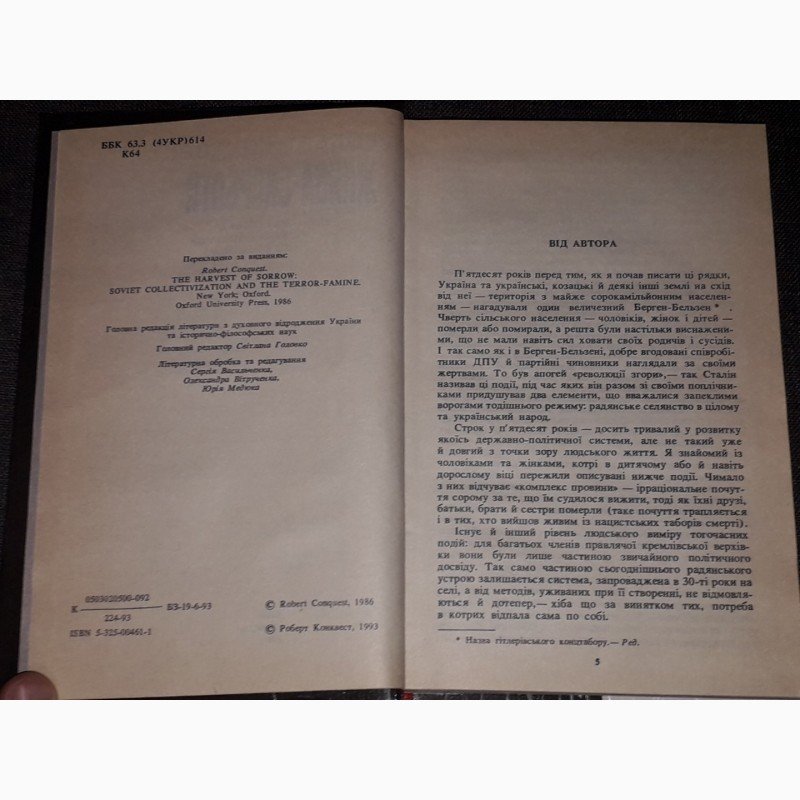 ББК 63.3 (4УКР)614
К64
Перекладено за виданням:
Robert Conquest.
THE HARVEST OF SORROW:
SOVIET COLLECTIVIZATION AND THE TERROR-FAMINE.
New York; Oxford.
Oxford University Press, 1986
Головна редакція літератури з духовного відродження України
та історично-філософських наук
Головний редактор Світлана Головко
Літературна обробка та редагування
Сергія Васильченка,
Олександра Вітрученка,
Юрія Медюка
0503020500-092
К ——— БЗ-19-6-93
224-93
ISBN 5-325-00461-1
© Robert Conquest, 1986
© Роберт Конквест, 1993
ВІД АВТОРА
П'ятдесят років перед тим, як я почав писати ці рядки,
Україна та українські, козацькі й деякі інші землі на схід
від неї — територія з майже сорокамільйонним населен-
ням — нагадували один величезний Берген-Бельзен * .
Чверть сільського населення — чоловіків, жінок і дітей —
померли або помирали, а решта були настільки виснажени-
ми, що не мали навіть сил ховати своїх родичів і сусідів.
І так само як і в Берген-Бельзені, добре вгодовані співробіт-
ники ДПУ й партійні чиновники наглядали за своїми
жертвами. То був апогей «революції згори»,— так Сталін
називав ці події, під час яких він разом зі своїми поплічни-
ками придушував два елементи, що вважалися запеклими
ворогами тодішнього режиму: радянське селянство в цілому
та український народ.
Строк у п'ятдесят років — досить тривалий у розвитку
якоїсь державно-політичної системи, але не такий уже
й довгий з точки зору людського життя. Я знайомий із
чоловіками та жінками, котрі в дитячому або й навіть
дорослому віці пережили описувані нижче події. Чимало
з них відчуває «комплекс провини» — ірраціональне почут-
тя сорому за те, що їм судилося вижити, тоді як їхні друзі,
батьки, брати й сестри померли (таке почуття трапляється
і в тих, хто вийшов живим із нацистських таборів смерті).
Існує й інший рівень людського виміру тогочасних
подій: для багатьох членів правлячої кремлівської верхів-
ки вони були лише частиною звичайного політичного
досвіду. Так само частиною сьогоднішнього радянського
устрою залишається система, запроваджена в 30-ті роки на
селі, а від методів, уживаних при її створенні, не відмовля-
ються й дотепер,— хіба що за винятком тих, потреба
в котрих відпала сама по собі.
* Назва гітлерівського концтабору.— Ред.
5